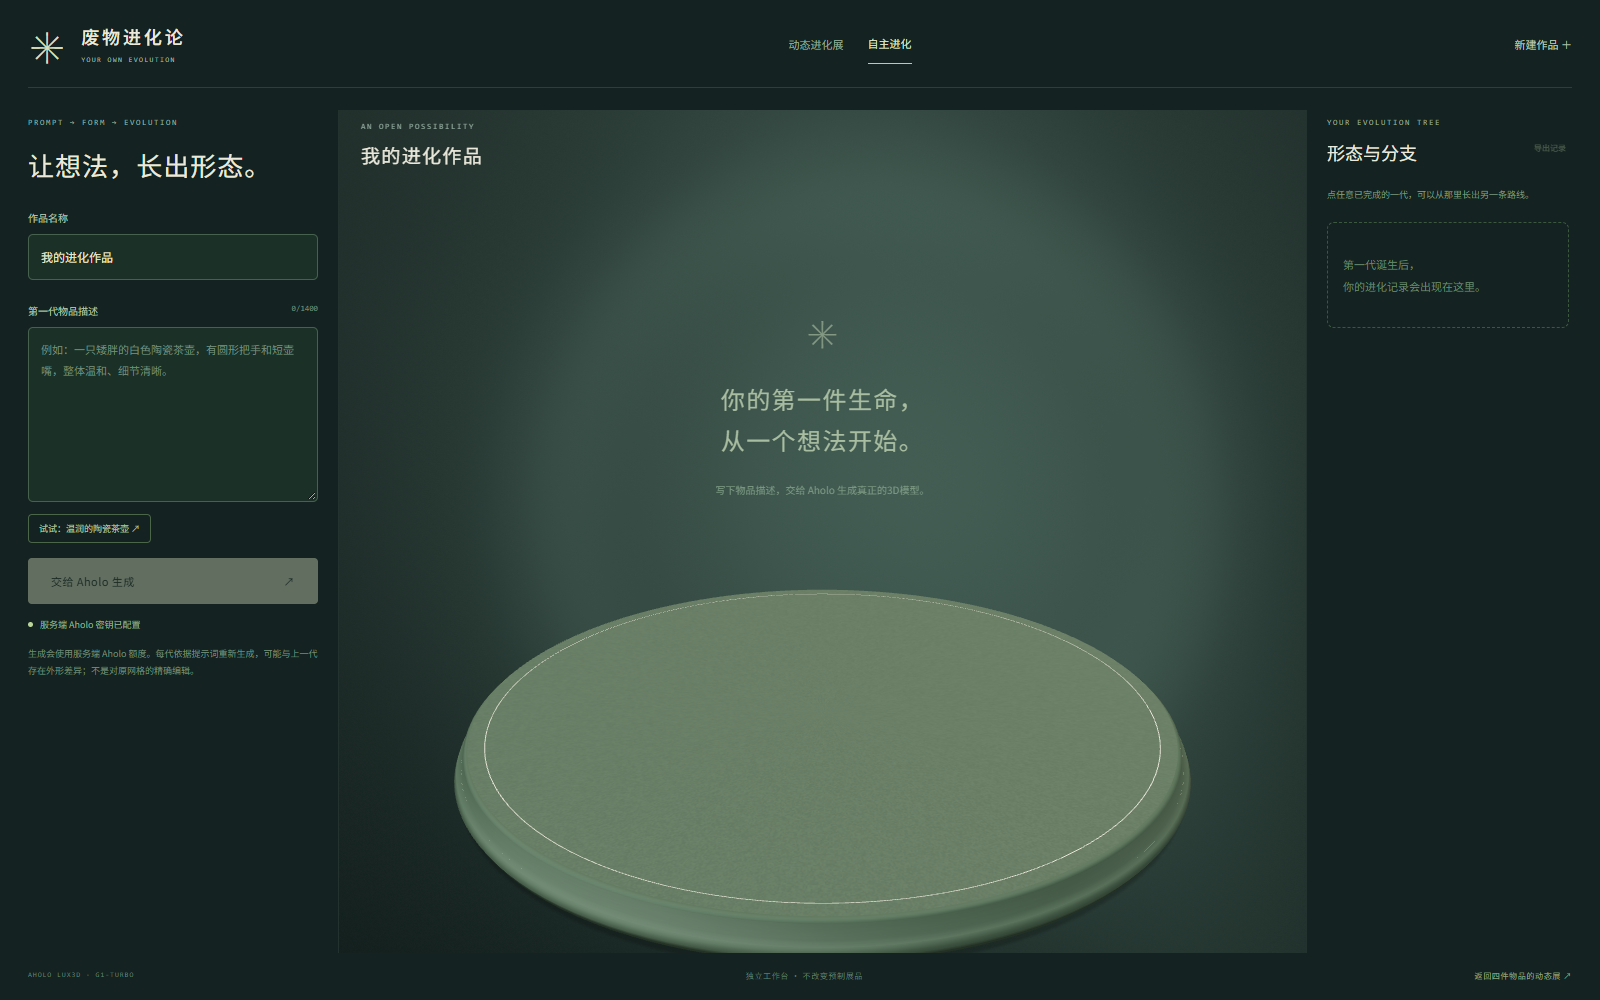 废物进化论
YOUR OWN EVOLUTION
动态进化展
自主进化
新建作品 +
PROMPT → FORM → EVOLUTION
让想法，长出形态。
作品名称
我的进化作品
第一代物品描述
0/1400
例如：一只矮胖的白色陶瓷茶壶，有圆形把手和短壶
嘴，整体温和、细节清晰。
试试：温润的陶瓷茶壶 ↗
交给 Aholo 生成 ↗
服务端 Aholo 密钥已配置
生成会使用服务端 Aholo 额度。每代依据提示词重新生成，可能与上一代
存在外形差异；不是对原网格的精确编辑。
AN OPEN POSSIBILITY
我的进化作品
你的第一件生命，
从一个想法开始。
写下物品描述，交给 Aholo 生成真正的3D模型。
YOUR EVOLUTION TREE
形态与分支
导出记录
点任意已完成的一代，可以从那里长出另一条路线。
第一代诞生后，
你的进化记录会出现在这里。
AHOLO LUX3D · G1-TURBO
独立工作台 · 不改变预制展品
返回四件物品的动态展 ↗